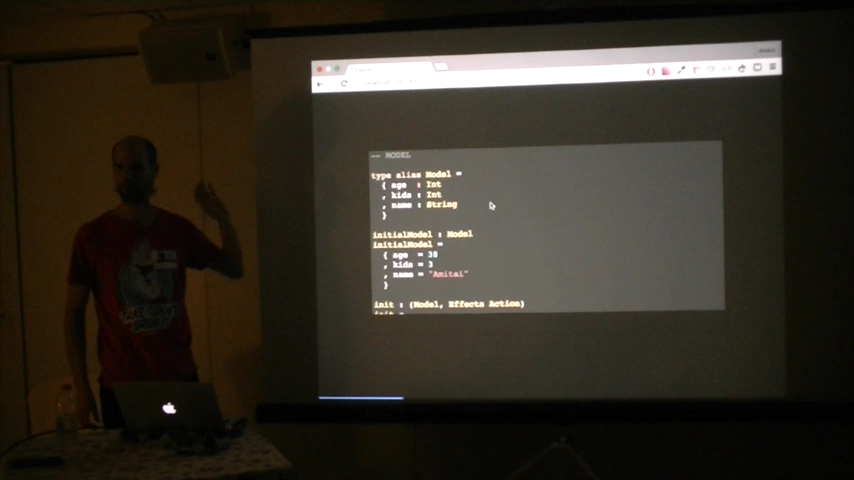 -- MODEL
type alias Model =
{ age : Int
, kids : Int
, name : String
}
initialModel : Model
initialModel =
{ age = 38
, kids = 3
, name = "Amitai"
}
init : (Model, Effects Action)
init =